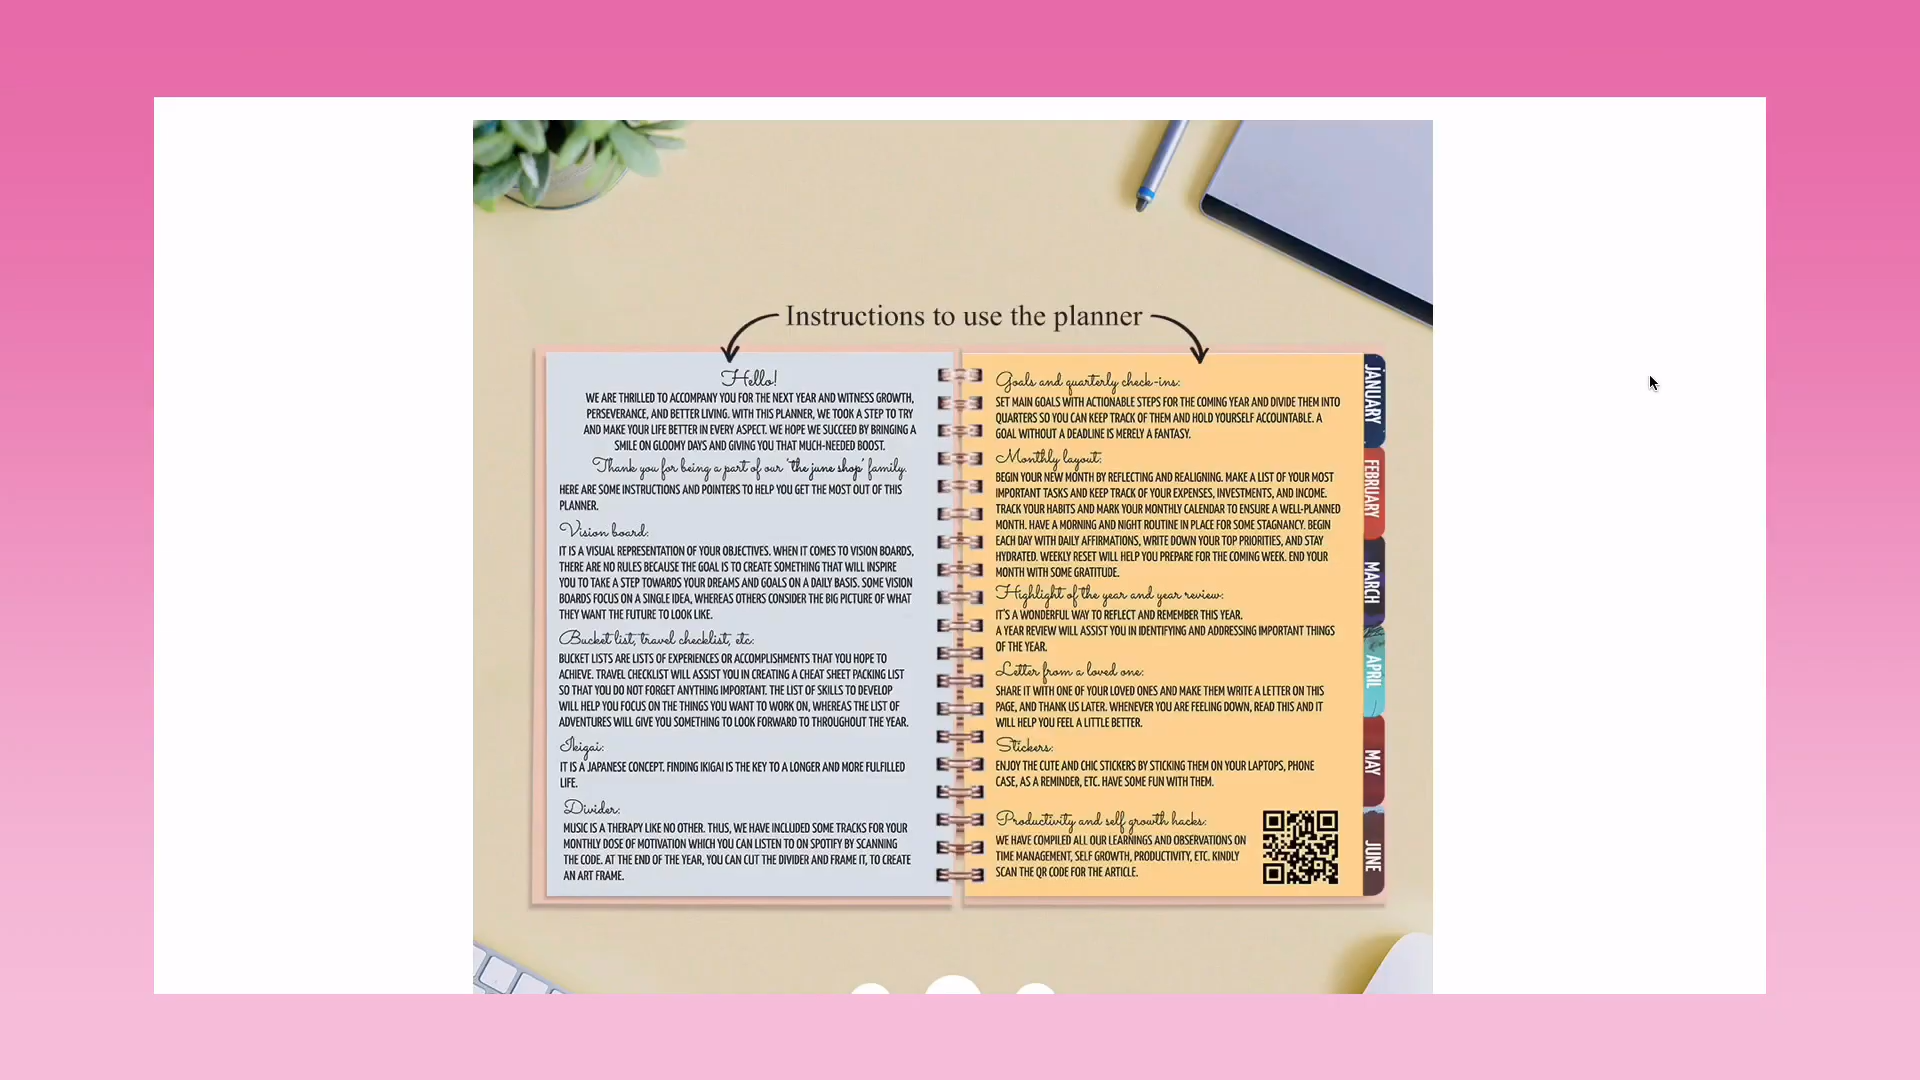 Instructions to use the planner
Hello!
WE ARE THRILLED TO ACCOMPANY YOU FOR THE NEXT YEAR AND WITNESS GROWTH,
PERSEVERANCE, AND BETTER LIVING. WITH THIS PLANNER, WE TOOK A STEP TO TRY
AND MAKE YOUR LIFE BETTER IN EVERY ASPECT. WE HOPE WE SUCCEED BY BRINGING A
SMILE ON GLOOMY DAYS AND GIVING YOU THAT MUCH-NEEDED BOOST.
Thank you for being a part of our 'the june shop' family.
HERE ARE SOME INSTRUCTIONS AND POINTERS TO HELP YOU GET THE MOST OUT OF THIS
PLANNER.
Vision board:
IT IS A VISUAL REPRESENTATION OF YOUR OBJECTIVES. WHEN IT COMES TO VISION BOARDS,
THERE ARE NO RULES BECAUSE THE GOAL IS TO CREATE SOMETHING THAT WILL INSPIRE
YOU TO TAKE A STEP TOWARDS YOUR DREAMS AND GOALS ON A DAILY BASIS. SOME VISION
BOARDS FOCUS ON A SINGLE IDEA, WHEREAS OTHERS CONSIDER THE BIG PICTURE OF WHAT
THEY WANT THE FUTURE TO LOOK LIKE.
Bucket list, travel checklist, etc:
BUCKET LISTS ARE LISTS OF EXPERIENCES OR ACCOMPLISHMENTS THAT YOU HOPE TO
ACHIEVE. TRAVEL CHECKLIST WILL ASSIST YOU IN CREATING A CHEAT SHEET PACKING LIST
SO THAT YOU DO NOT FORGET ANYTHING IMPORTANT. THE LIST OF SKILLS TO DEVELOP
WILL HELP YOU FOCUS ON THE THINGS YOU WANT TO WORK ON, WHEREAS THE LIST OF
ADVENTURES WILL GIVE YOU SOMETHING TO LOOK FORWARD TO THROUGHOUT THE YEAR.
Ikigai:
IT IS A JAPANESE CONCEPT. FINDING IKIGAI IS THE KEY TO A LONGER AND MORE FULFILLED
LIFE.
Divider:
MUSIC IS A THERAPY LIKE NO OTHER. THUS, WE HAVE INCLUDED SOME TRACKS FOR YOUR
MONTHLY DOSE OF MOTIVATION WHICH YOU CAN LISTEN TO ON SPOTIFY BY SCANNING
THE CODE. AT THE END OF THE YEAR, YOU CAN CUT THE DIVIDER AND FRAME IT, TO CREATE
AN ART FRAME.
Goals and quarterly check-ins:
SET MAIN GOALS WITH ACTIONABLE STEPS FOR THE COMING YEAR AND DIVIDE THEM INTO
QUARTERS SO YOU CAN KEEP TRACK OF THEM AND HOLD YOURSELF ACCOUNTABLE. A
GOAL WITHOUT A DEADLINE IS MERELY A FANTASY.
Monthly layout:
BEGIN YOUR NEW MONTH BY REFLECTING AND REALIGNING. MAKE A LIST OF YOUR MOST
IMPORTANT TASKS AND KEEP TRACK OF YOUR EXPENSES, INVESTMENTS, AND INCOME.
TRACK YOUR HABITS AND MARK YOUR MONTHLY CALENDAR TO ENSURE A WELL-PLANNED
MONTH. HAVE A MORNING AND NIGHT ROUTINE IN PLACE FOR SOME STAGNANCY. BEGIN
EACH DAY WITH DAILY AFFIRMATIONS, WRITE DOWN YOUR TOP PRIORITIES, AND STAY
HYDRATED. WEEKLY RESET WILL HELP YOU PREPARE FOR THE COMING WEEK. END YOUR
MONTH WITH SOME GRATITUDE.
Highlight of the year and year review:
IT'S A WONDERFUL WAY TO REFLECT AND REMEMBER THIS YEAR.
A YEAR REVIEW WILL ASSIST YOU IN IDENTIFYING AND ADDRESSING IMPORTANT THINGS
OF THE YEAR.
Letter from a loved one:
SHARE IT WITH ONE OF YOUR LOVED ONES AND MAKE THEM WRITE A LETTER ON THIS
PAGE, AND THANK US LATER. WHENEVER YOU ARE FEELING DOWN, READ THIS AND IT
WILL HELP YOU FEEL A LITTLE BETTER.
Stickers:
ENJOY THE CUTE AND CHIC STICKERS BY STICKING THEM ON YOUR LAPTOPS, PHONE
CASE, AS A REMINDER, ETC. HAVE SOME FUN WITH THEM.
Productivity and self growth hacks:
WE HAVE COMPILED ALL OUR LEARNINGS AND OBSERVATIONS ON
TIME MANAGEMENT, SELF GROWTH, PRODUCTIVITY, ETC. KINDLY
SCAN THE QR CODE FOR THE ARTICLE.
JANUARY
FEBRUARY
MARCH
APRIL
MAY
JUNE